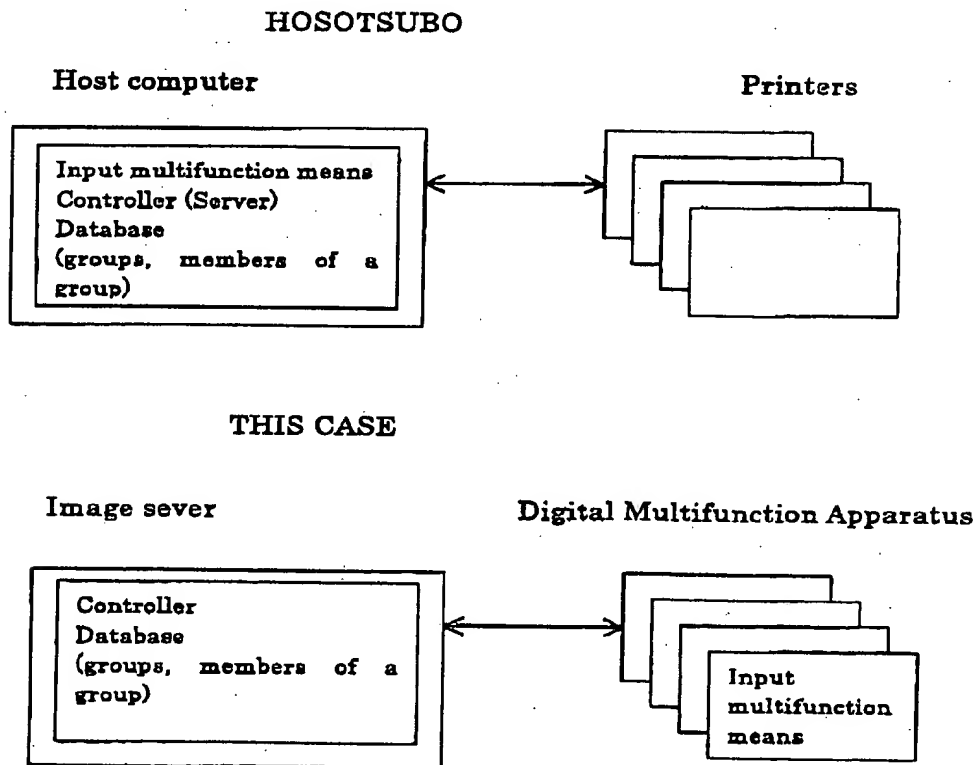 HOSOTSUBO
Host computer
Printers
Input multifunction means
Controller (Server)
Database
(groups, members of a
group)
THIS CASE
Image sever
Digital Multifunction Apparatus
Controller
Database
(groups, members of a
group)
Input
multifunction
means